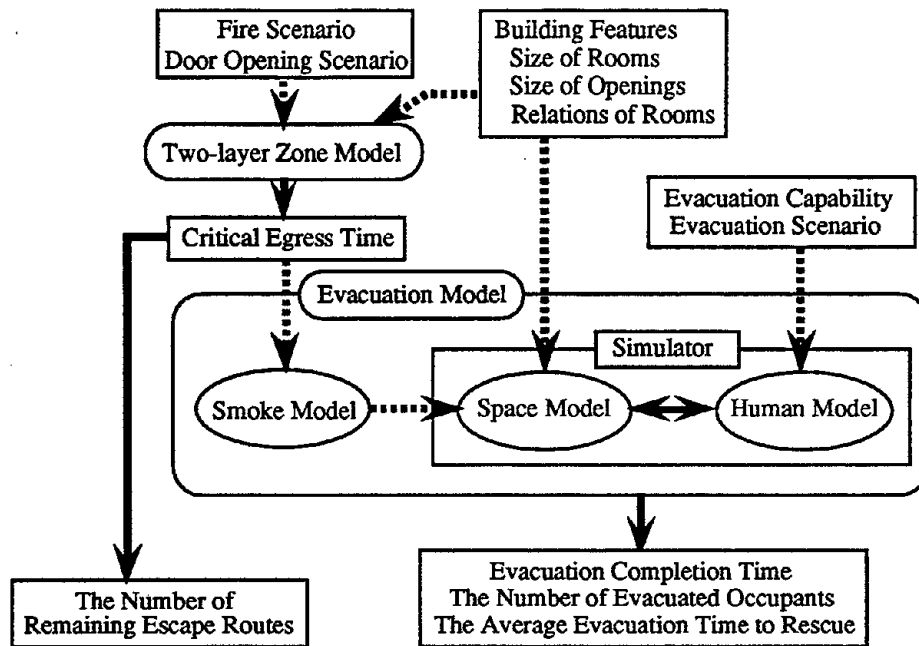 Fire Scenario
Door Opening Scenario
Building Features
Size of Rooms
Size of Openings
Relations of Rooms
Two-layer Zone Model
Evacuation Capability
Evacuation Scenario
Critical Egress Time
Evacuation Model
Simulator
Smoke Model
Space Model
Human Model
The Number of
Remaining Escape Routes
Evacuation Completion Time
The Number of Evacuated Occupants
The Average Evacuation Time to Rescue